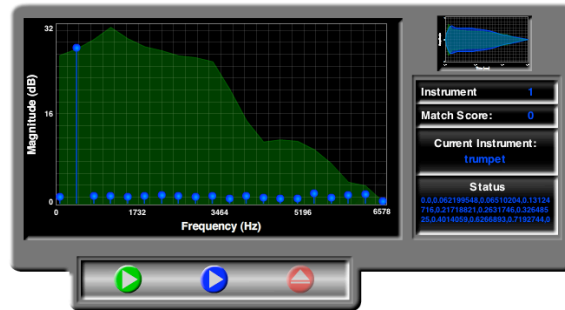 32
16
0
Magnitude (dB)
0 1732 3464 5196 6578
Frequency (Hz)
Instrument 1
Match Score: 0
Current Instrument:
trumpet
Status
0.0,0.062199548,0.06510204,0.13124
716,0.21718821,0.2631746,0.326485
25,0.4014059,0.6266893,0.7192744,0